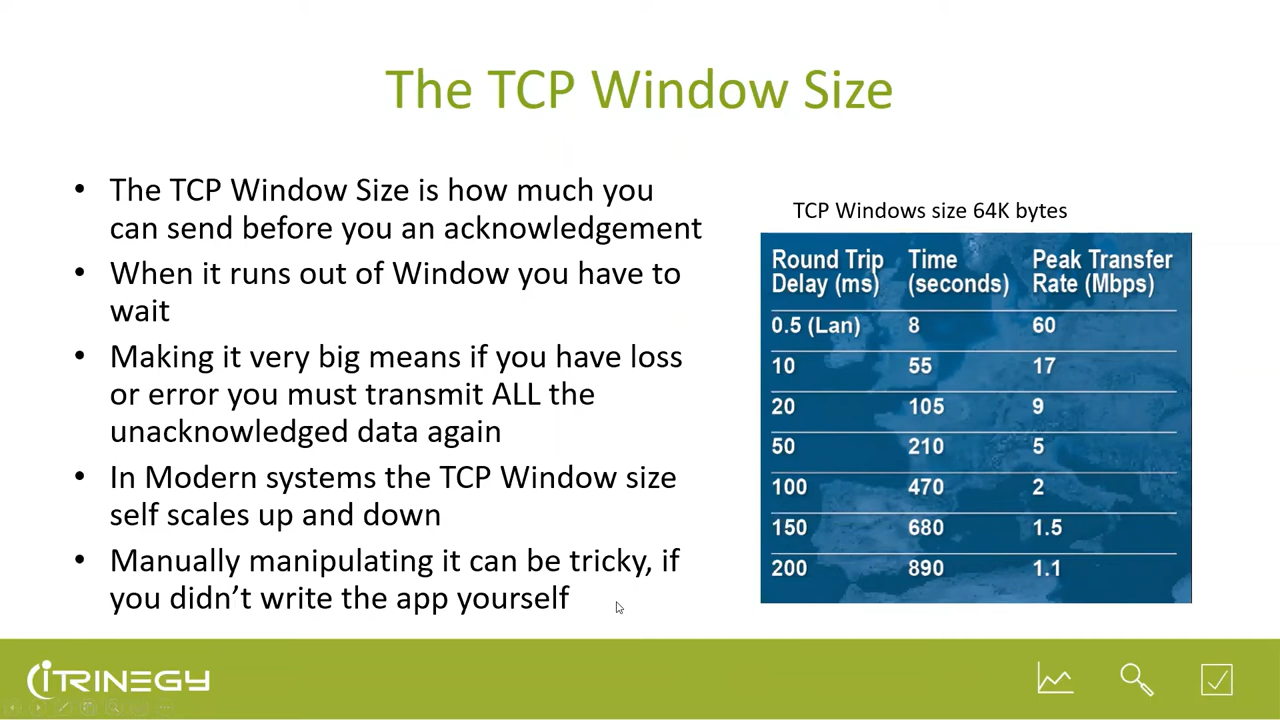 The TCP Window Size
• The TCP Window Size is how much you
can send before you an acknowledgement
• When it runs out of Window you have to
wait
• Making it very big means if you have loss
or error you must transmit ALL the
unacknowledged data again
• In Modern systems the TCP Window size
self scales up and down
• Manually manipulating it can be tricky, if
you didn’t write the app yourself
TCP Windows size 64K bytes
Round Trip Delay (ms) Time (seconds) Peak Transfer Rate (Mbps)
0.5 (Lan) 8 60
10 55 17
20 105 9
50 210 5
100 470 2
150 680 1.5
200 890 1.1
iTRINEGY